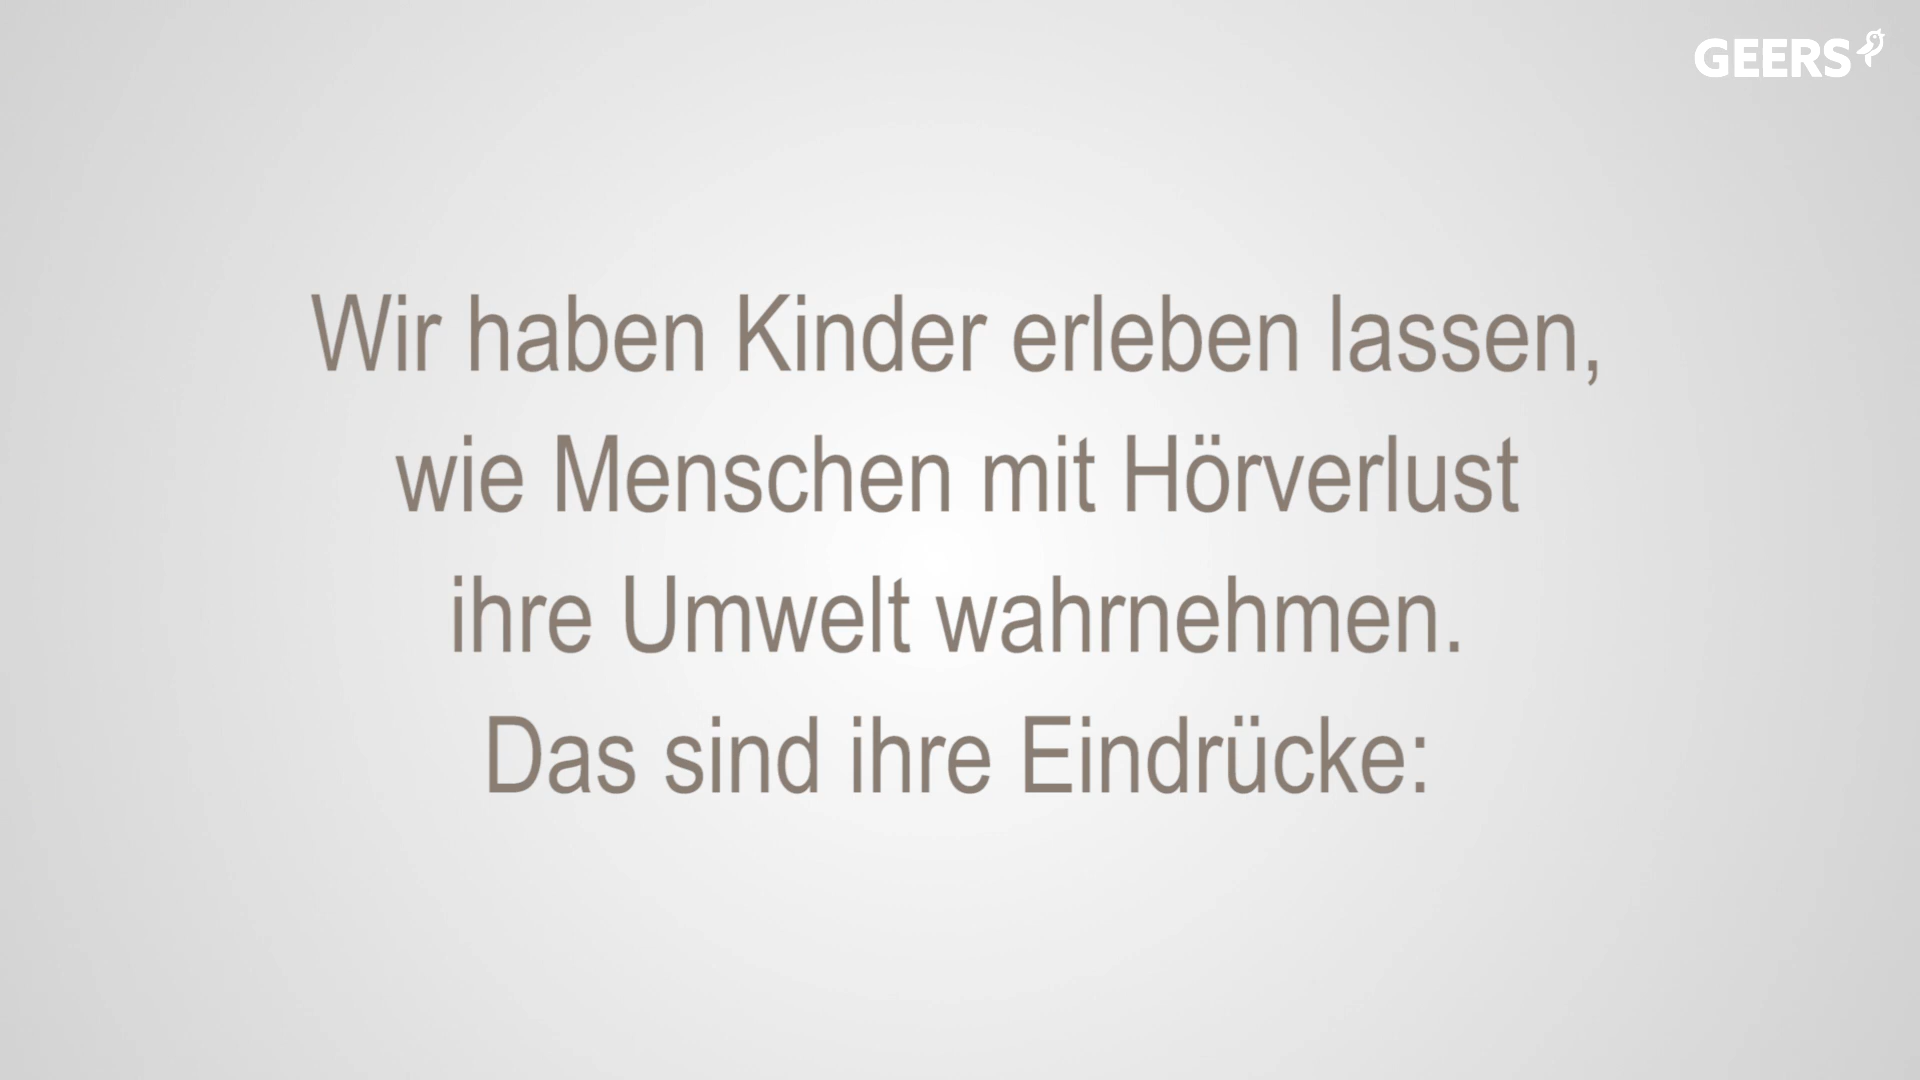 GEERS
Wir haben Kinder erleben lassen,
wie Menschen mit Hörverlust
ihre Umwelt wahrnehmen.
Das sind ihre Eindrücke: